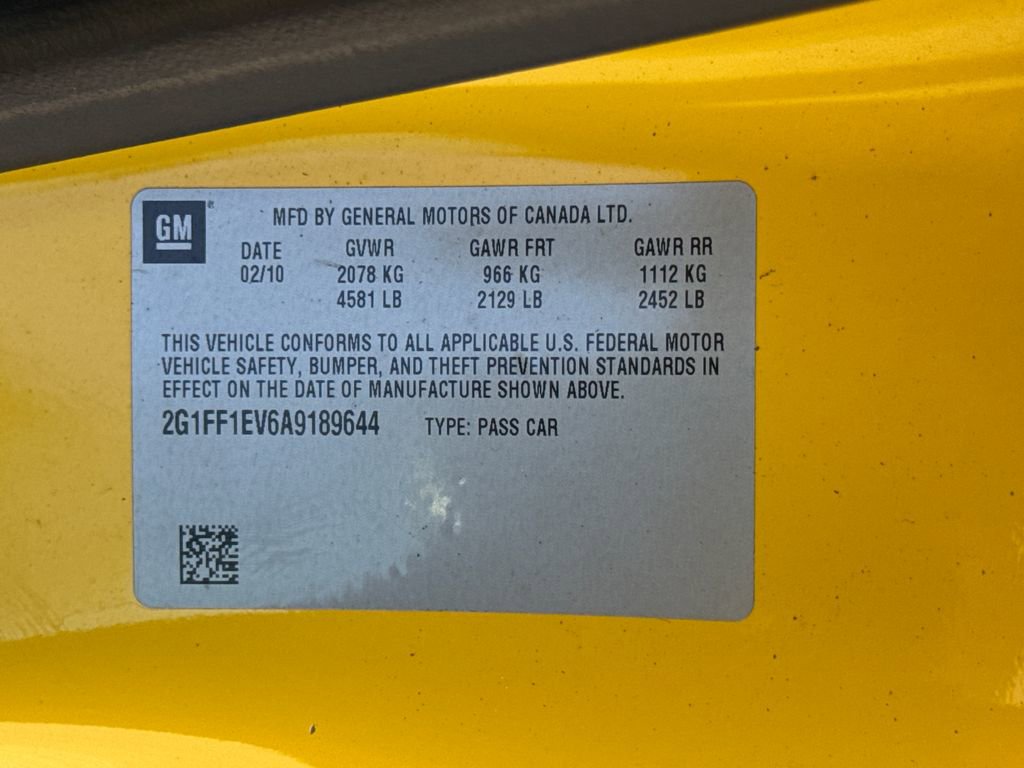 GM®
MFD BY GENERAL MOTORS OF CANADA LTD.
DATE GVWR GAWR FRT GAWR RR
02/10 2078 KG 966 KG 1112 KG
4581 LB 2129 LB 2452 LB
THIS VEHICLE CONFORMS TO ALL APPLICABLE U.S. FEDERAL MOTOR
VEHICLE SAFETY, BUMPER, AND THEFT PREVENTION STANDARDS IN
EFFECT ON THE DATE OF MANUFACTURE SHOWN ABOVE.
2G1FF1EV6A9189644 TYPE: PASS CAR